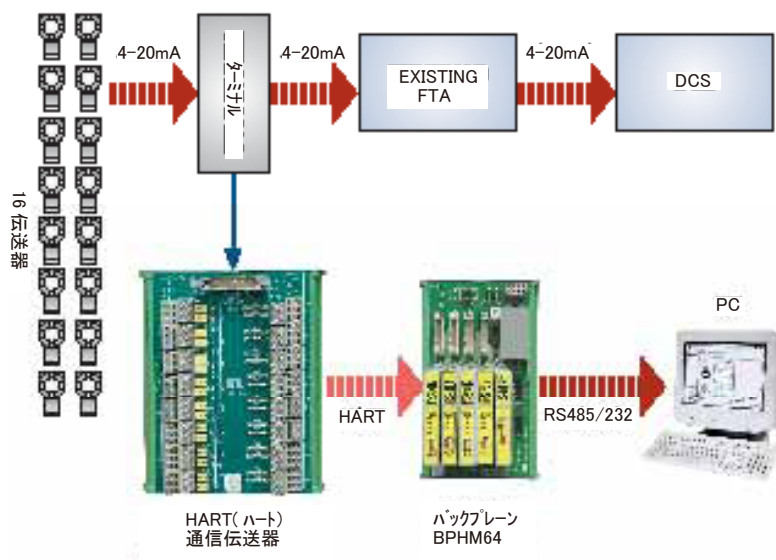 4-20mA
4-20mA
4-20mA
ターミナル
EXISTING
FTA
DCS
16 伝送器
PC
HART
RS485/232
HART(ハート)
通信伝送器
バックプレーン
BPHM64